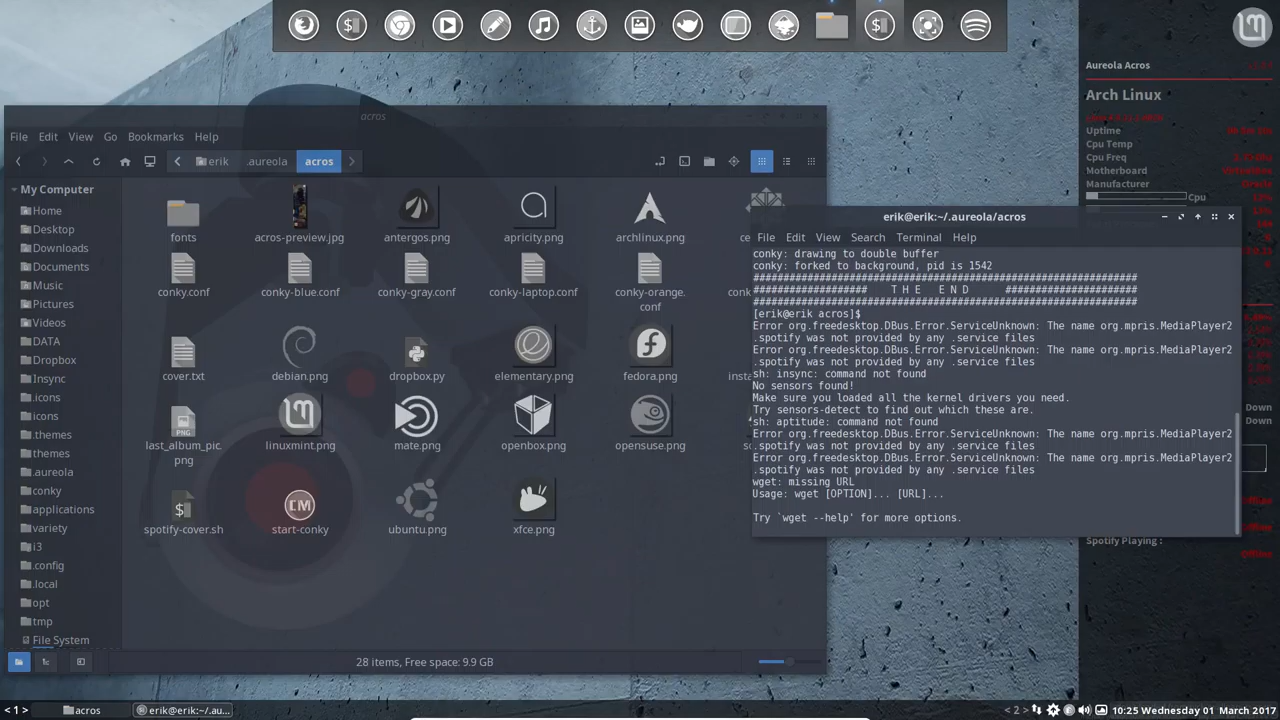 Aureola Acros
Arch Linux
Uptime
Cpu Temp
Cpu Freq
Motherboard
Manufacturer
Cpu
acros
File Edit View Go Bookmarks Help
erik .aureola acros
My Computer
Home
Desktop
Downloads
Documents
Music
Pictures
Videos
DATA
Dropbox
Insync
.icons
icons
.themes
themes
.aureola
conky
applications
variety
i3
.config
.local
opt
tmp
File System
fonts acros-preview.jpg antergos.png apricity.png archlinux.png
conky.conf conky-blue.conf conky-gray.conf conky-laptop.conf conky-orange.
conf
cover.txt debian.png dropbox.py elementary.png fedora.png
last_album_pic.
png
linuxmint.png mate.png openbox.png opensuse.png
spotify-cover.sh start-conky ubuntu.png xfce.png
28 items, Free space: 9.9 GB
erik@erik:~/.aureola/acros
File Edit View Search Terminal Help
conky: drawing to double buffer
conky: forked to background, pid is 1542
################################################################
################### T H E   E N D ######################
################################################################
[erik@erik acros]$
Error org.freedesktop.DBus.Error.ServiceUnknown: The name org.mpris.MediaPlayer2
.spotify was not provided by any .service files
Error org.freedesktop.DBus.Error.ServiceUnknown: The name org.mpris.MediaPlayer2
.spotify was not provided by any .service files
sh: insync: command not found
No sensors found!
Make sure you loaded all the kernel drivers you need.
Try sensors-detect to find out which these are.
sh: aptitude: command not found
Error org.freedesktop.DBus.Error.ServiceUnknown: The name org.mpris.MediaPlayer2
.spotify was not provided by any .service files
Error org.freedesktop.DBus.Error.ServiceUnknown: The name org.mpris.MediaPlayer2
.spotify was not provided by any .service files
wget: missing URL
Usage: wget [OPTION]... [URL]...
Try `wget --help' for more options.
Down
Down
Spotify Playing :
Offline
< 1 > acros erik@erik:~/.au...
< 2 > 10:25 Wednesday 01 March 2017